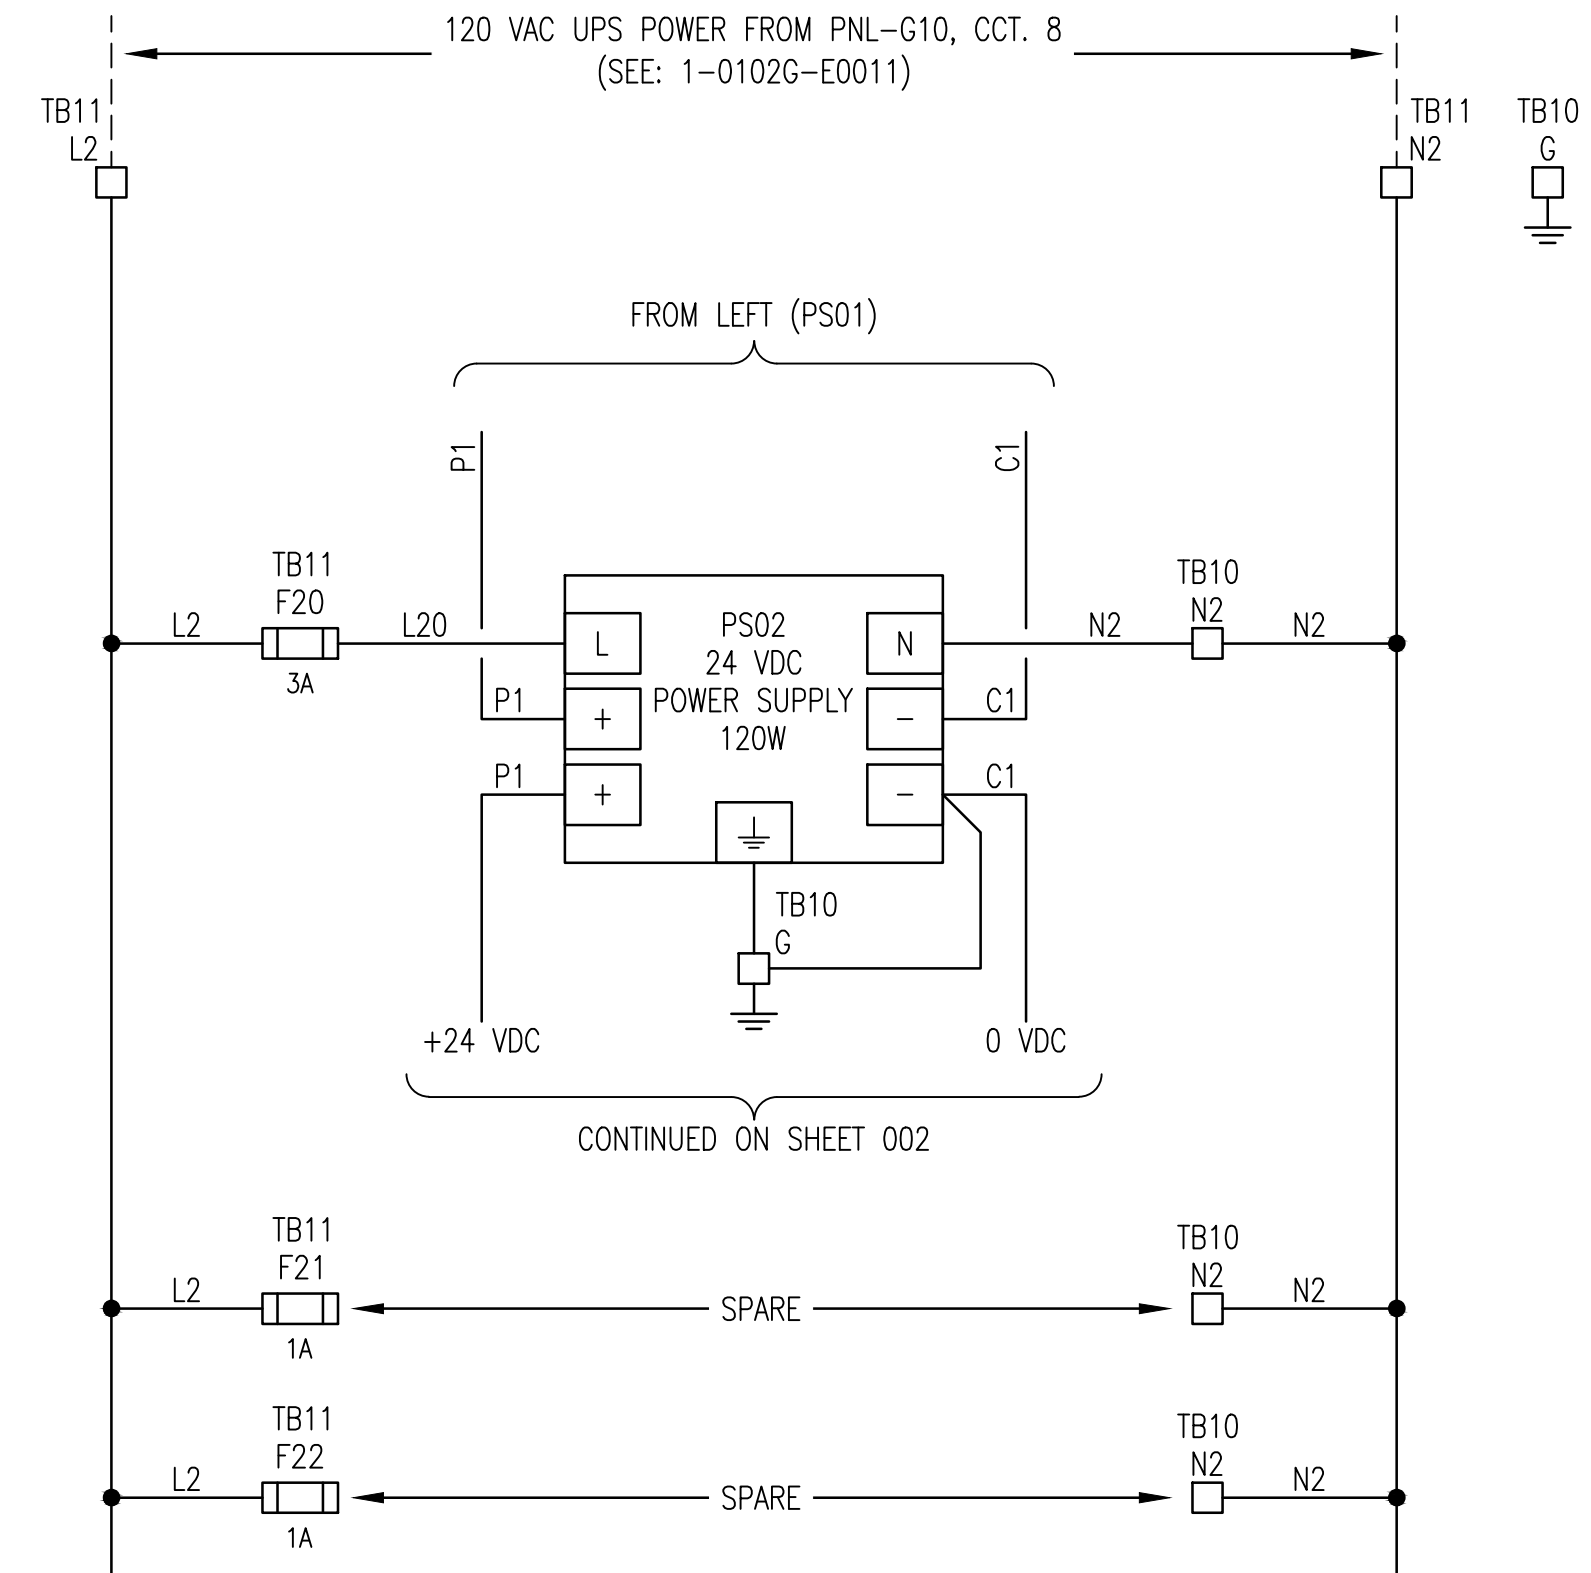 120 VAC UPS POWER FROM PNL-G10, CCT. 8
(SEE: 1-0102G-E0011)
TB11
L2
TB11
N2
TB10
G
FROM LEFT (PS01)
P1
C1
TB11
F20
L2
L20
3A
L
PS02
24 VDC
POWER SUPPLY
120W
N
N2
TB10
N2
N2
P1
+
-
C1
P1
+
-
C1
TB10
G
+24 VDC
0 VDC
CONTINUED ON SHEET 002
TB11
F21
L2
1A
SPARE
TB10
N2
N2
TB11
F22
L2
1A
SPARE
TB10
N2
N2